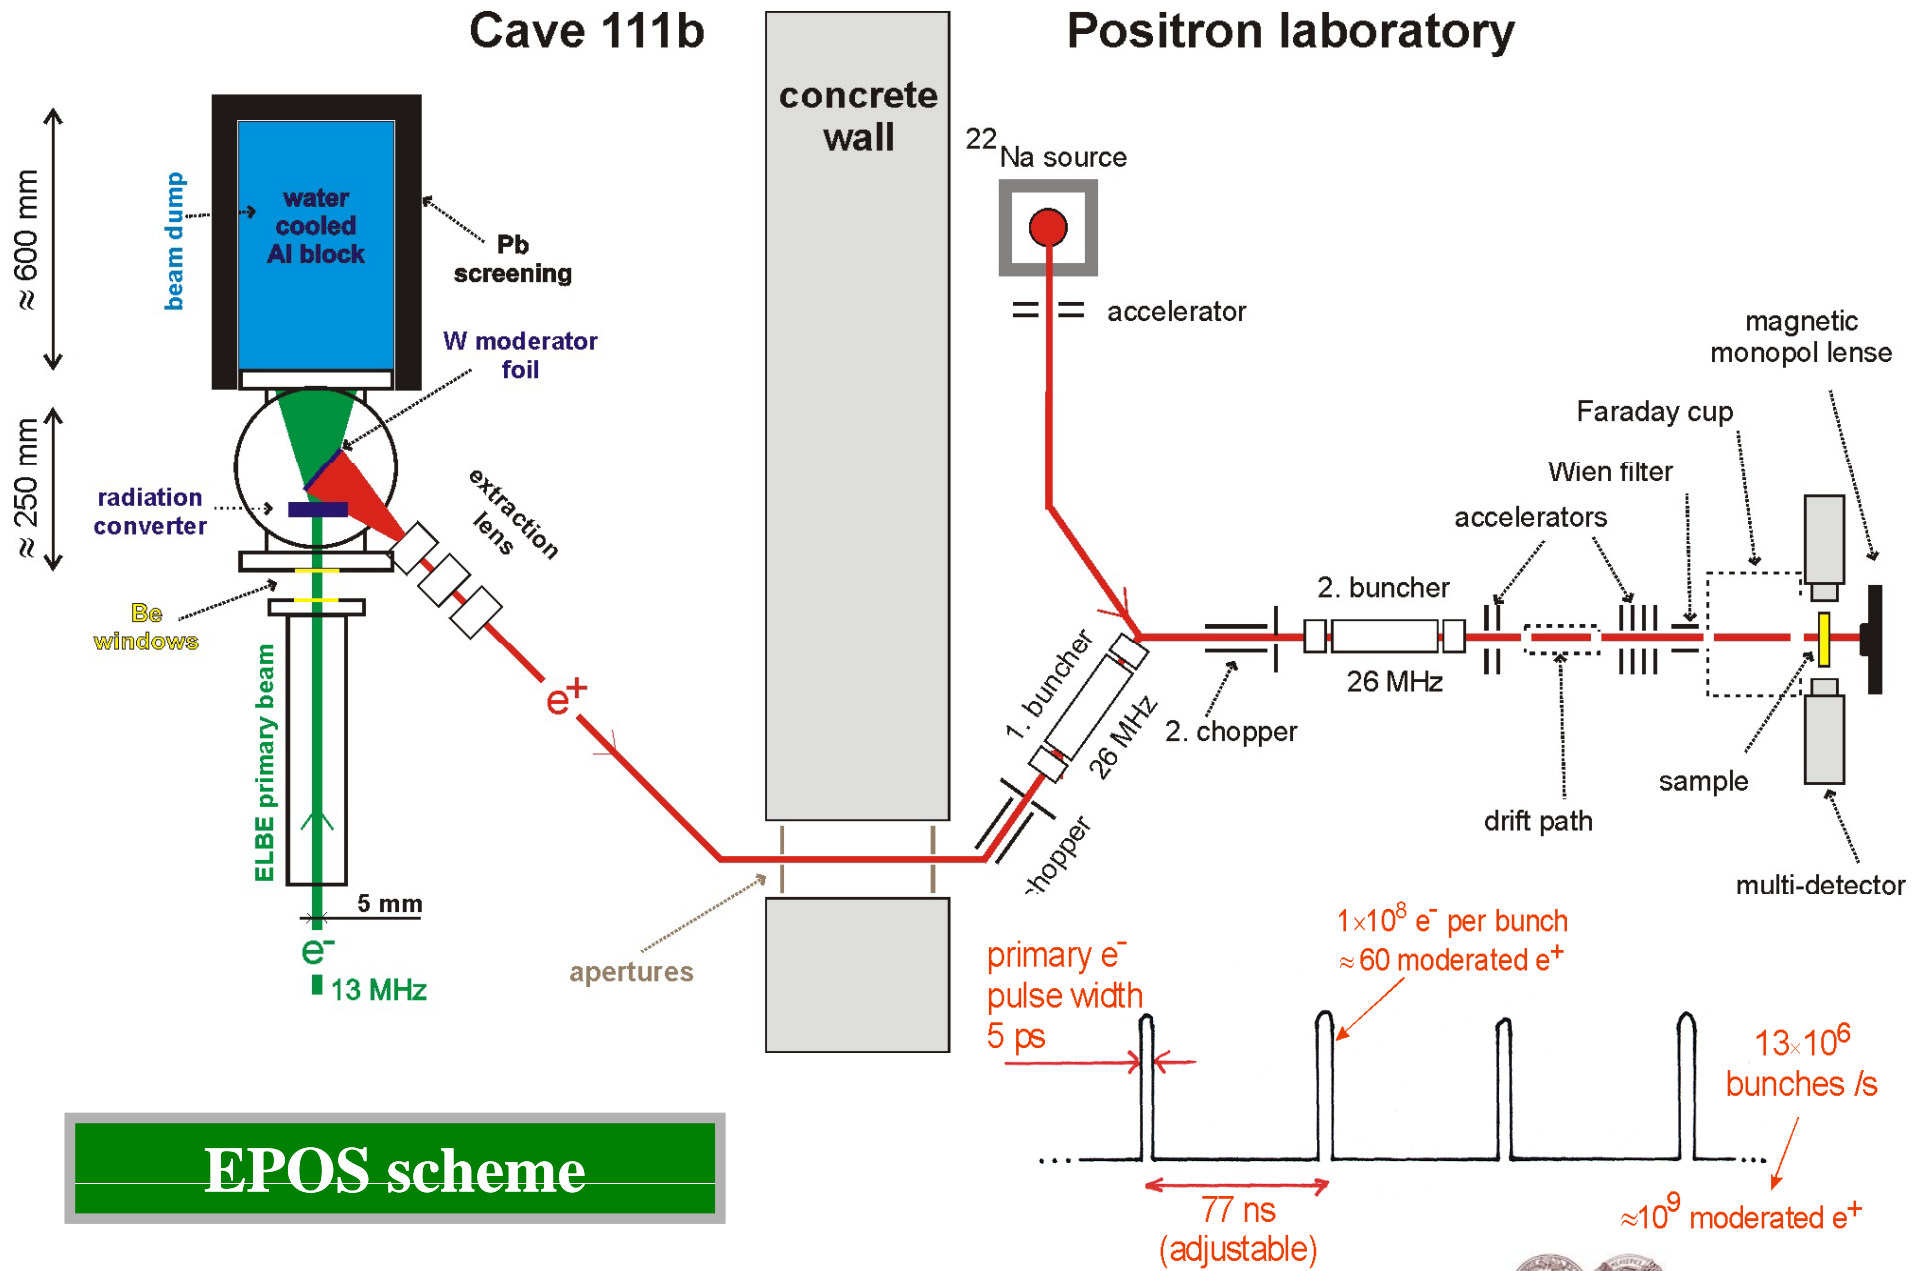 Cave 111b
Positron laboratory
concrete
wall
≈ 600 mm
beam dump
water
cooled
Al block
Pb
screening
W moderator
foil
≈ 250 mm
radiation
converter
extraction
lens
Be
windows
ELBE primary beam
5 mm
e⁻
13 MHz
e⁺
apertures
²²Na source
accelerator
magnetic
monopol lense
Faraday cup
Wien filter
accelerators
2. buncher
26 MHz
1. buncher
26 MHz
2. chopper
chopper
drift path
sample
multi-detector
1×10⁸ e⁻ per bunch
≈ 60 moderated e⁺
primary e⁻
pulse width
5 ps
13×10⁶
bunches /s
77 ns
(adjustable)
≈10⁹ moderated e⁺
EPOS scheme